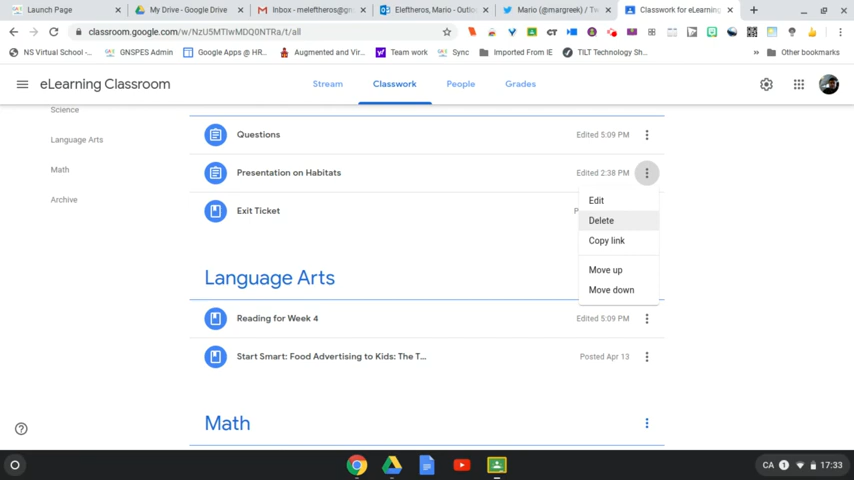 Launch Page
My Drive - Google Drive
Inbox - meleftheros@gn
Eleftheros, Mario - Outlo
Mario (@margreek) / Tw
Classwork for eLearning
classroom.google.com/w/NzU5MTIwMDQ0NTRa/t/all
NS Virtual School -...
GNSPES Admin
Google Apps @ HR...
Augmented and Vir...
Team work
Sync
Imported From IE
TILT Technology Sh...
»
Other bookmarks
eLearning Classroom
Stream
Classwork
People
Grades
Science
Language Arts
Math
Archive
Questions
Edited 5:09 PM
Presentation on Habitats
Edited 2:38 PM
Exit Ticket
P
Edit
Delete
Copy link
Move up
Move down
Language Arts
Reading for Week 4
Edited 5:09 PM
Start Smart: Food Advertising to Kids: The T...
Posted Apr 13
Math
CA
1
17:33